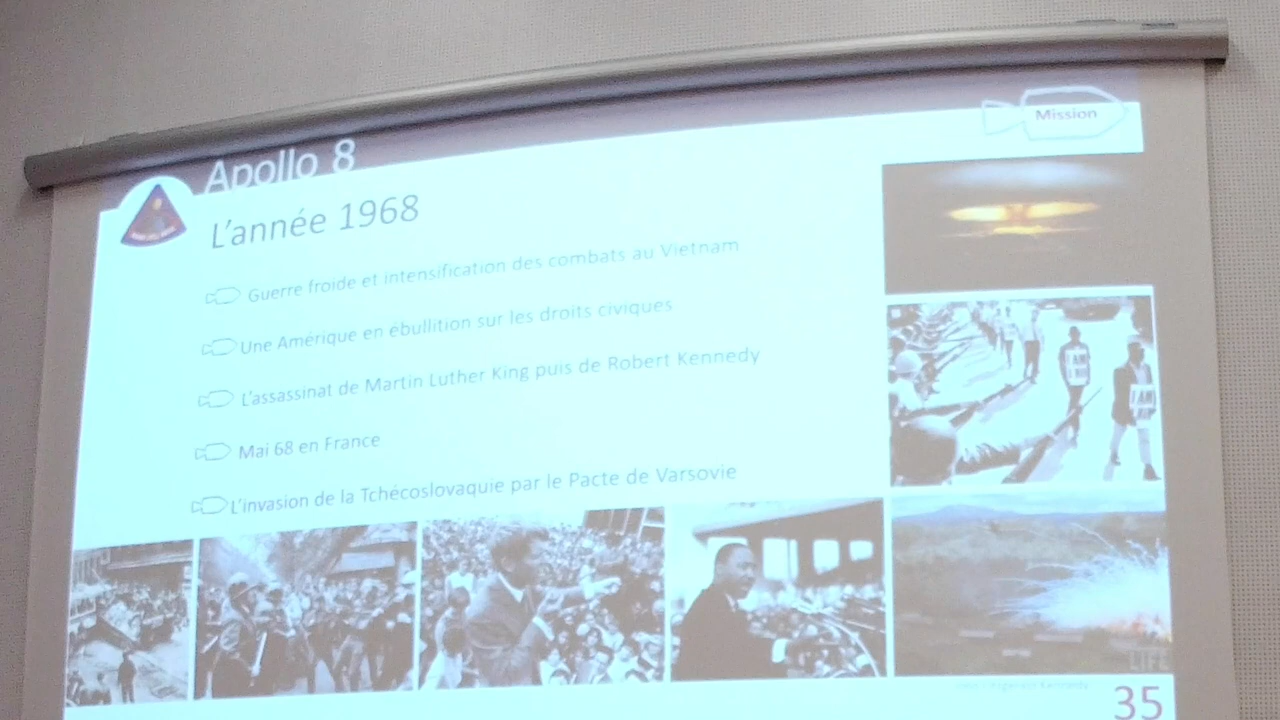 Mission
Apollo 8
L'année 1968
Guerre froide et intensification des combats au Vietnam
Une Amérique en ébullition sur les droits civiques
L'assassinat de Martin Luther King puis de Robert Kennedy
Mai 68 en France
L'invasion de la Tchécoslovaquie par le Pacte de Varsovie
I AM
I AM
LIFE
Kennedy
35